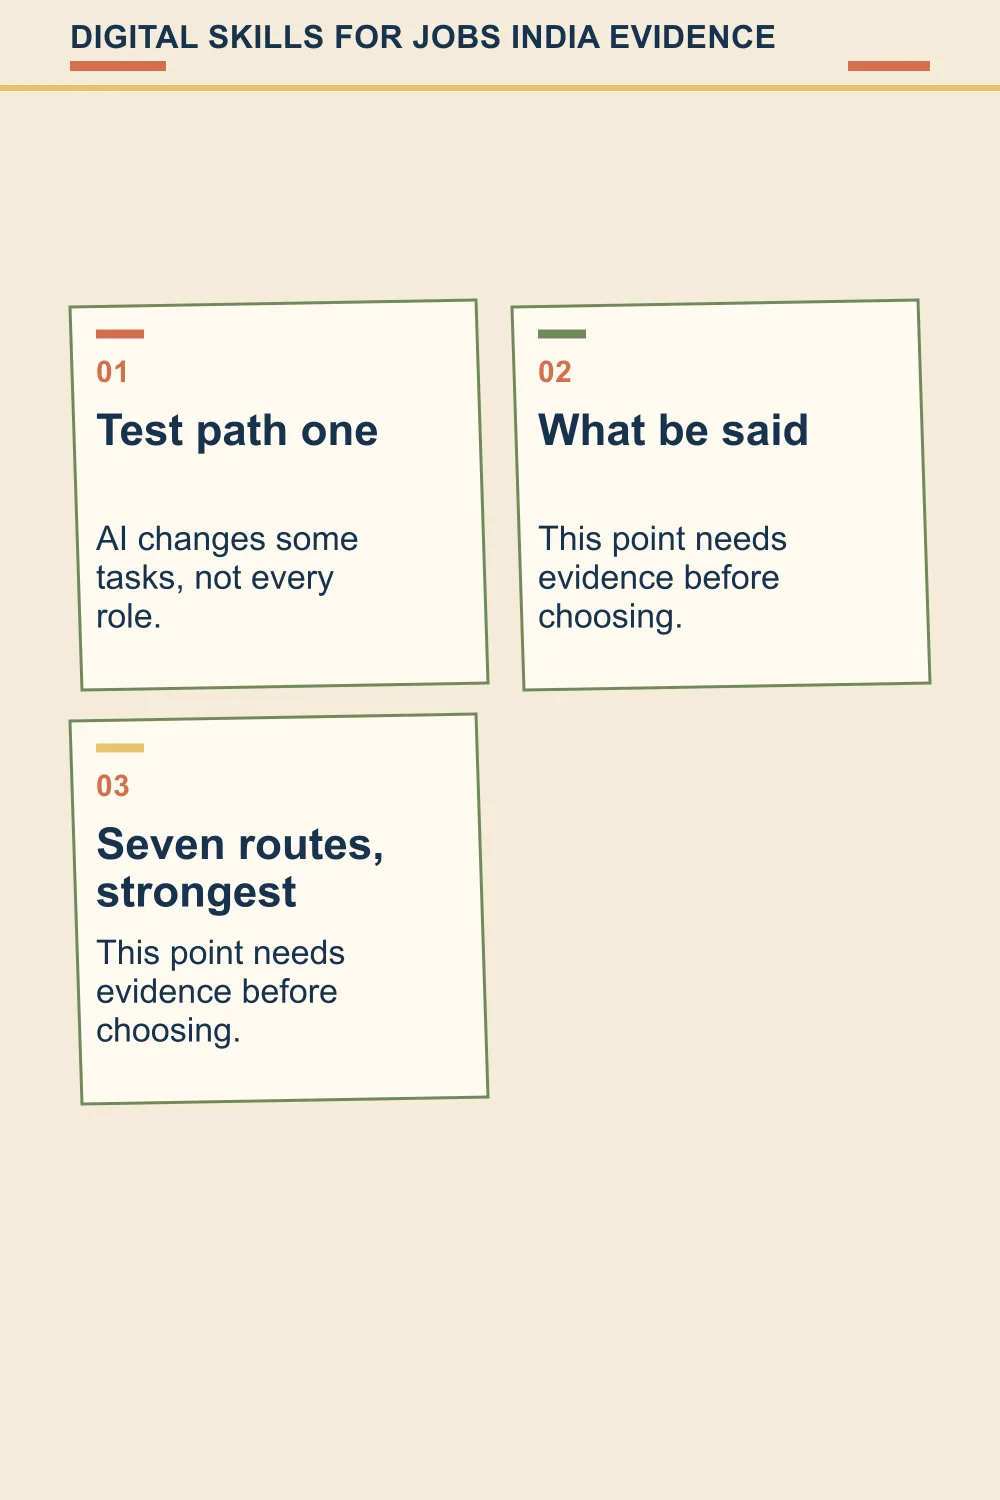 DIGITAL SKILLS FOR JOBS INDIA EVIDENCE
01
Test path one
AI changes some
tasks, not every
role.
02
What be said
This point needs
evidence before
choosing.
03
Seven routes,
strongest
This point needs
evidence before
choosing.